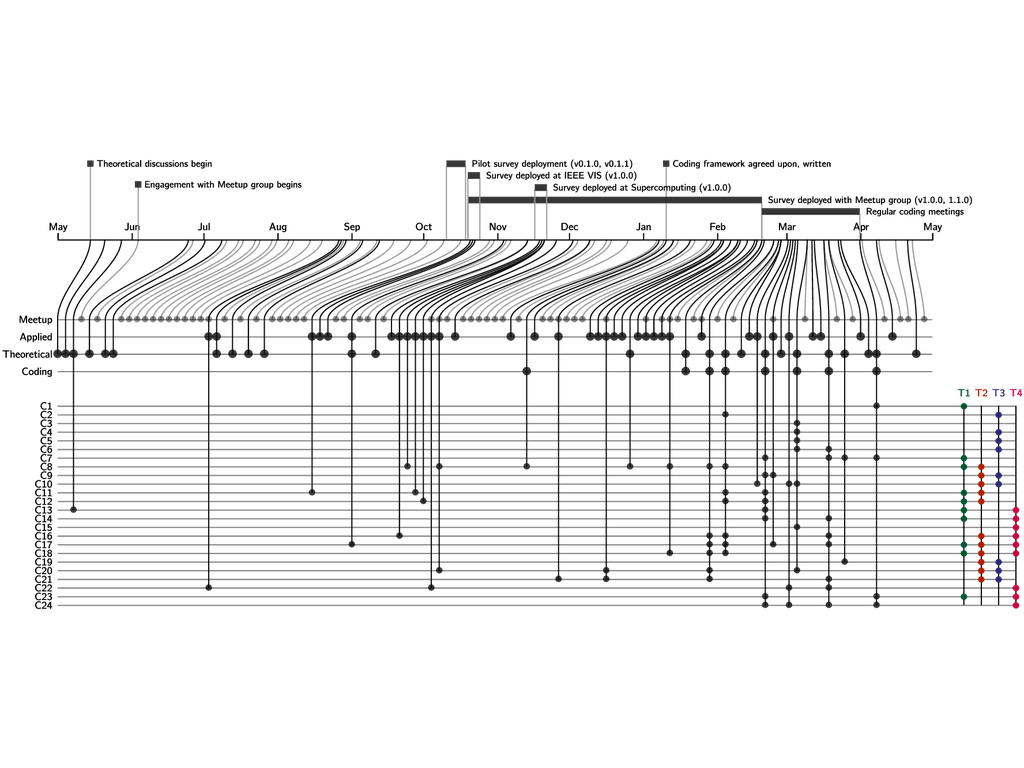 Theoretical discussions begin
Pilot survey deployment (v0.1.0, v0.1.1)
Coding framework agreed upon, written
Survey deployed at IEEE VIS (v1.0.0)
Engagement with Meetup group begins
Survey deployed at Supercomputing (v1.0.0)
Survey deployed with Meetup group (v1.0.0, 1.1.0)
Regular coding meetings
May Jun Jul Aug Sep Oct Nov Dec Jan Feb Mar Apr May
Meetup
Applied
Theoretical
Coding
T1 T2 T3 T4
C1
C2
C3
C4
C5
C6
C7
C8
C9
C10
C11
C12
C13
C14
C15
C16
C17
C18
C19
C20
C21
C22
C23
C24